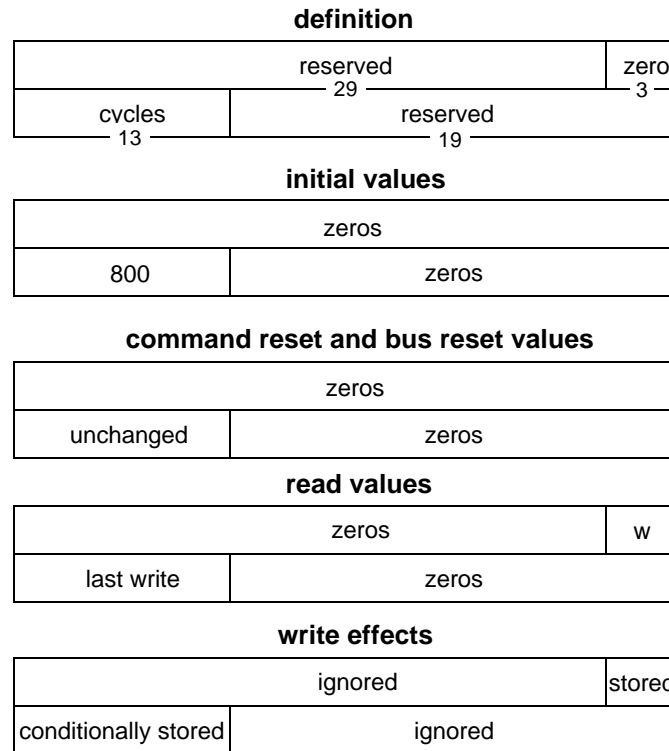 definition
reserved zero
29 3
cycles reserved
13 19
initial values
zeros
800 zeros
command reset and bus reset values
zeros
unchanged zeros
read values
zeros w
last write zeros
write effects
ignored stored
conditionally stored ignored